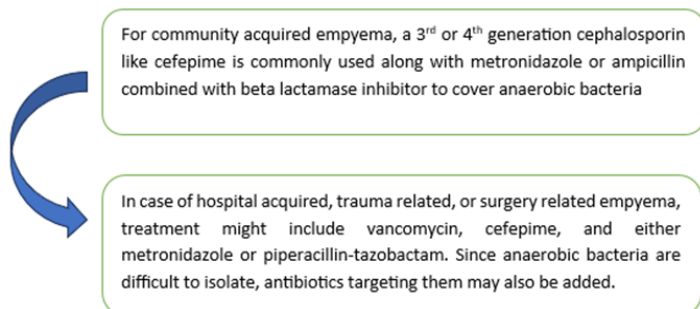 For community acquired empyema, a 3rd or 4th generation cephalosporin
like cefepime is commonly used along with metronidazole or ampicillin
combined with beta lactamase inhibitor to cover anaerobic bacteria
In case of hospital acquired, trauma related, or surgery related empyema,
treatment might include vancomycin, cefepime, and either
metronidazole or piperacillin-tazobactam. Since anaerobic bacteria are
difficult to isolate, antibiotics targeting them may also be added.